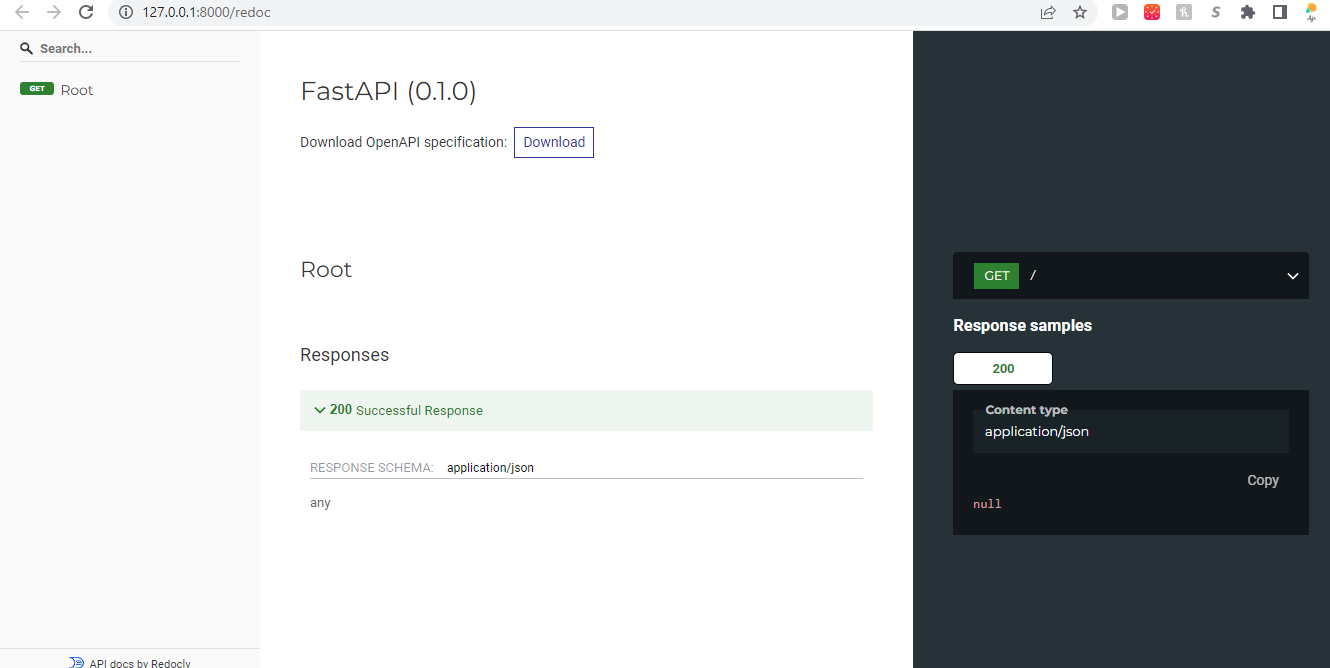 127.0.0.1:8000/redoc
Search...
GET Root
API docs by Redocly
FastAPI (0.1.0)
Download OpenAPI specification: Download
Root
Responses
200 Successful Response
RESPONSE SCHEMA: application/json
any
GET /
Response samples
200
Content type
application/json
Copy
null